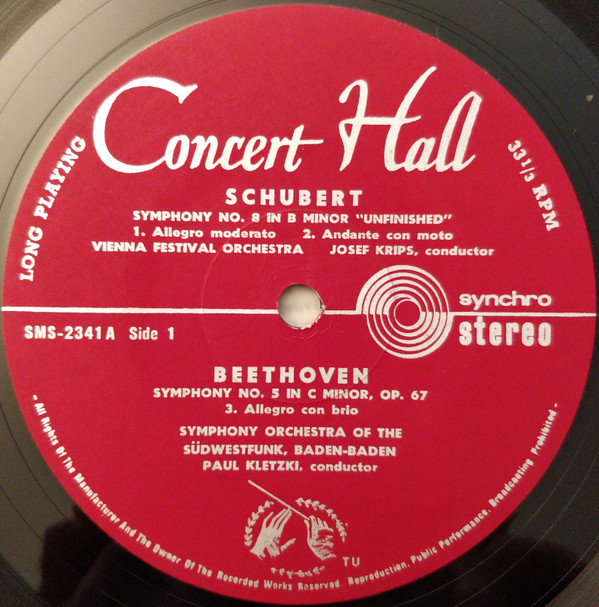 Concert Hall
LONG PLAYING
33 1/3 RPM
SCHUBERT
SYMPHONY NO. 8 IN B MINOR "UNFINISHED"
1. Allegro moderato 2. Andante con moto
VIENNA FESTIVAL ORCHESTRA JOSEF KRIPS, conductor
synchro
SMS-2341 A Side 1 stereo
BEETHOVEN
SYMPHONY NO. 5 IN C MINOR, OP. 67
3. Allegro con brio
SYMPHONY ORCHESTRA OF THE
SÜDWESTFUNK, BADEN-BADEN
PAUL KLETZKI, conductor
TU
- All Rights Of The Manufacturer And The Owner Of The Recorded Works Reserved. Reproduction, Public Performance, Broadcasting Prohibited -